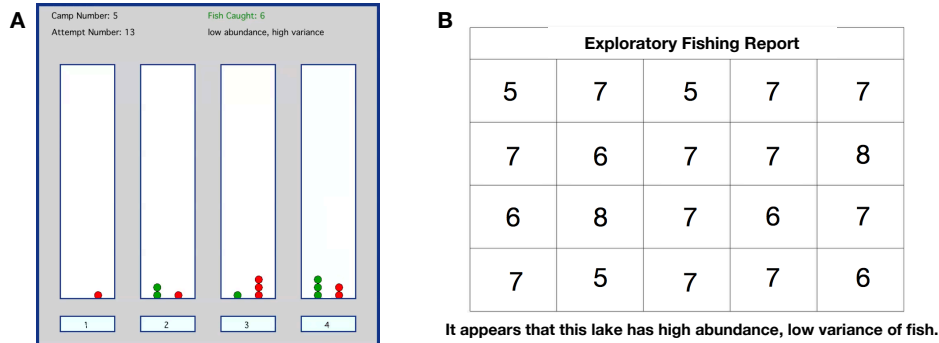 A
Camp Number: 5
Fish Caught: 6
Attempt Number: 13
low abundance, high variance
1
2
3
4
B
Exploratory Fishing Report
5 7 5 7 7
7 6 7 7 8
6 8 7 6 7
7 5 7 7 6
It appears that this lake has high abundance, low variance of fish.